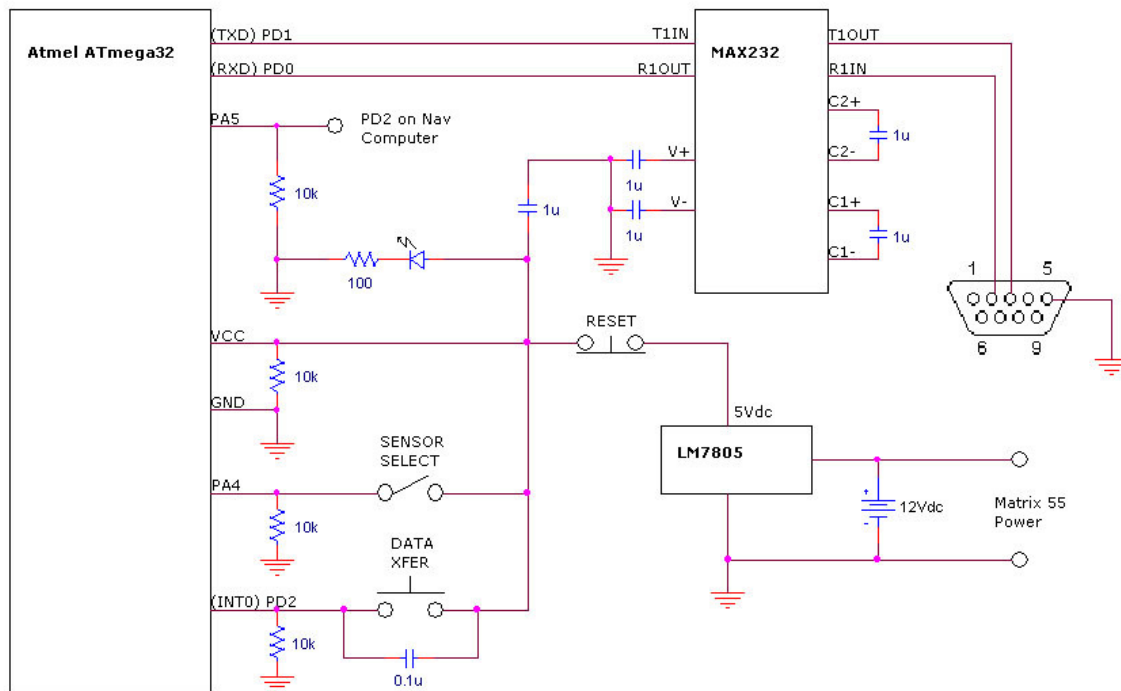 Atmel ATmega32
(TXD) PD1
T1IN
MAX232
T1OUT
(RXD) PD0
R1OUT
R1IN
C2+
1u
C2-
PA5
PD2 on Nav
Computer
V+
1u
V-
1u
1u
C1+
1u
C1-
10k
100
1
5
6
9
VCC
RESET
10k
GND
5Vdc
LM7805
SENSOR
SELECT
PA4
+
-
12Vdc
Matrix 55
Power
10k
DATA
XFER
(INT0) PD2
10k
0.1u